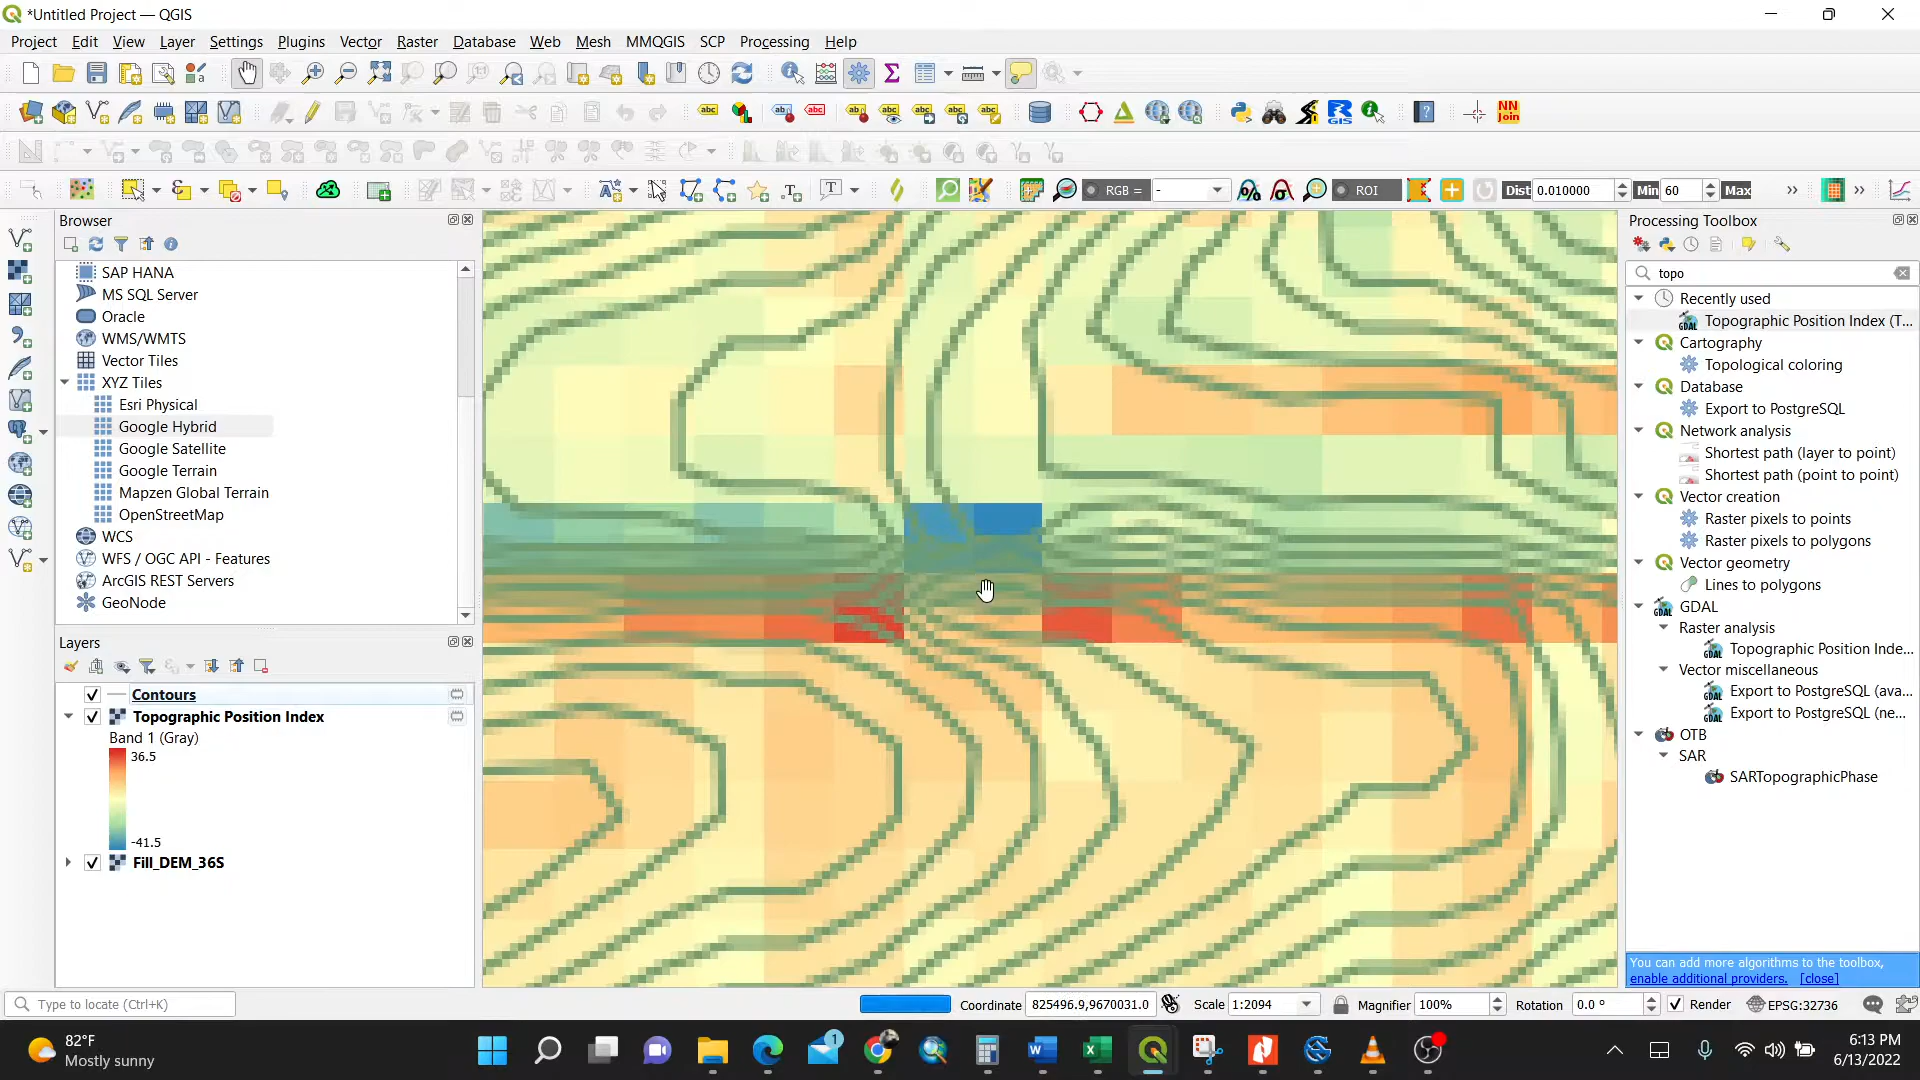 *Untitled Project — QGIS
Project Edit View Layer Settings Plugins Vector Raster Database Web Mesh MMQGIS SCP Processing Help
RGB = - ROI Dist 0.010000 Min 60 Max
NN Join
Browser
SAP HANA
MS SQL Server
Oracle
WMS/WMTS
Vector Tiles
XYZ Tiles
Esri Physical
Google Hybrid
Google Satellite
Google Terrain
Mapzen Global Terrain
OpenStreetMap
WCS
WFS / OGC API - Features
ArcGIS REST Servers
GeoNode
Layers
Contours
Topographic Position Index
Band 1 (Gray)
36.5
-41.5
Fill_DEM_36S
Processing Toolbox
topo
Recently used
Topographic Position Index (T...
Cartography
Topological coloring
Database
Export to PostgreSQL
Network analysis
Shortest path (layer to point)
Shortest path (point to point)
Vector creation
Raster pixels to points
Raster pixels to polygons
Vector geometry
Lines to polygons
GDAL
Raster analysis
Topographic Position Inde...
Vector miscellaneous
Export to PostgreSQL (ava...
Export to PostgreSQL (ne...
OTB
SAR
SARTopographicPhase
You can add more algorithms to the toolbox,
enable additional providers. [close]
Type to locate (Ctrl+K) Coordinate 825496.9,9670031.0 Scale 1:2094 Magnifier 100% Rotation 0.0 ° Render EPSG:32736
82°F
Mostly sunny
6:13 PM
6/13/2022